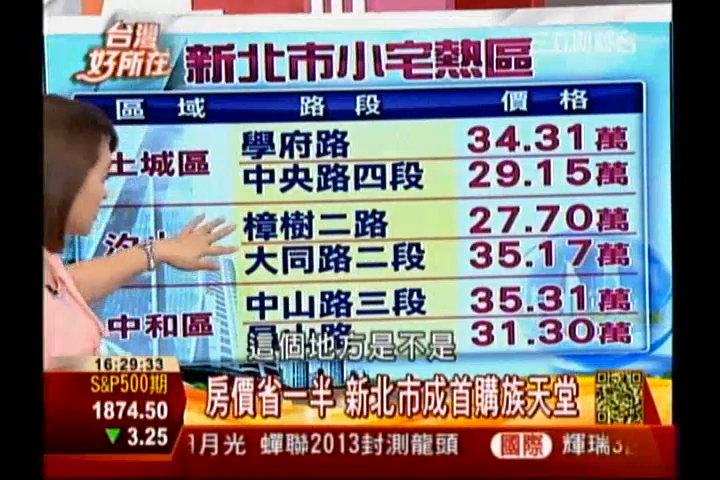 台灣
好所在
新北市小宅熱區
區域 路段 價格
土城區
學府路 34.31萬
中央路四段 29.15萬
樟樹二路 27.70萬
大同路二段 35.17萬
中和區
中山路三段 35.31萬
31.30萬
這個地方是不是
16:29:33
S&P500期
1874.50
▼3.25
房價省一半 新北市成首購族天堂
月光 蟬聯2013封測龍頭 國際 輝瑞3